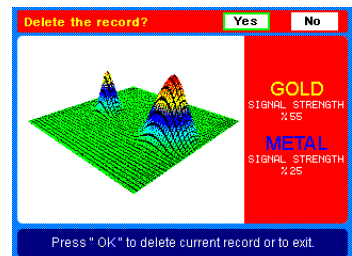 Delete the record? Yes No
GOLD
SIGNAL STRENGTH
%55
METAL
SIGNAL STRENGTH
%25
Press " OK " to delete current record or to exit.